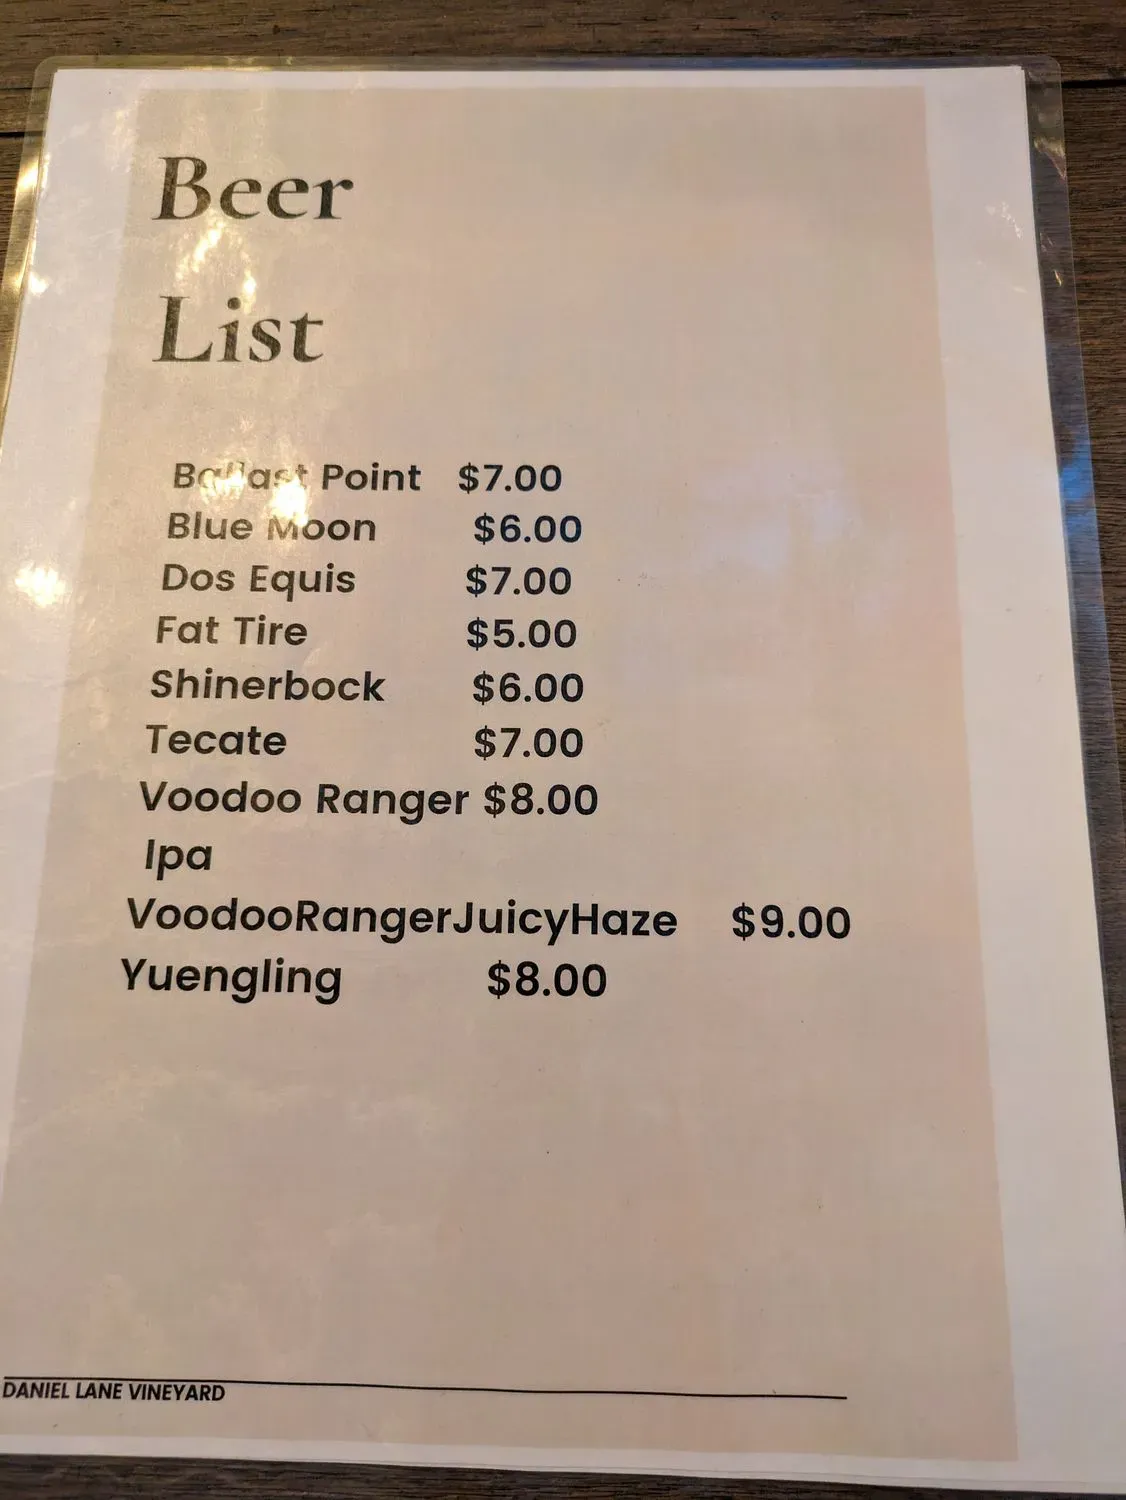 Beer
List
Ballast Point $7.00
Blue Moon $6.00
Dos Equis $7.00
Fat Tire $5.00
Shinerbock $6.00
Tecate $7.00
Voodoo Ranger $8.00
Ipa
VoodooRangerJuicyHaze $9.00
Yuengling $8.00
DANIEL LANE VINEYARD